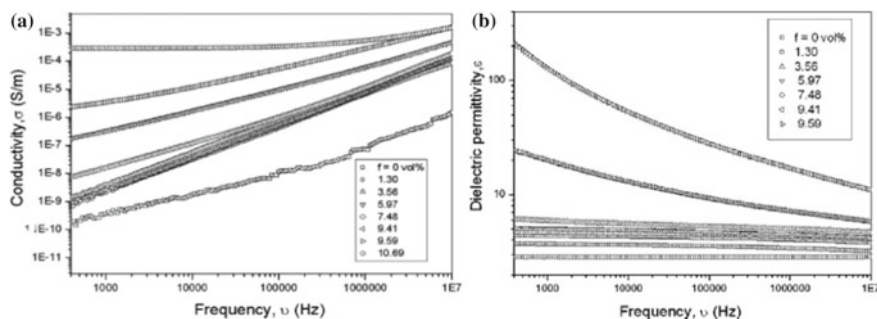 (a)
Conductivity,σ (S/m)
1E-3
1E-4
1E-5
1E-6
1E-7
1E-8
1E-9
1E-10
1E-11
f = 0 vol%
1.30
3.56
5.97
7.48
9.41
9.59
10.69
1000
10000
100000
1000000
1E7
Frequency, υ (Hz)
(b)
Dielectric permittivity,ε
100
10
f = 0 vol%
1.30
3.56
5.97
7.48
9.41
9.59
1000
10000
100000
1000000
1E7
Frequency, υ (Hz)